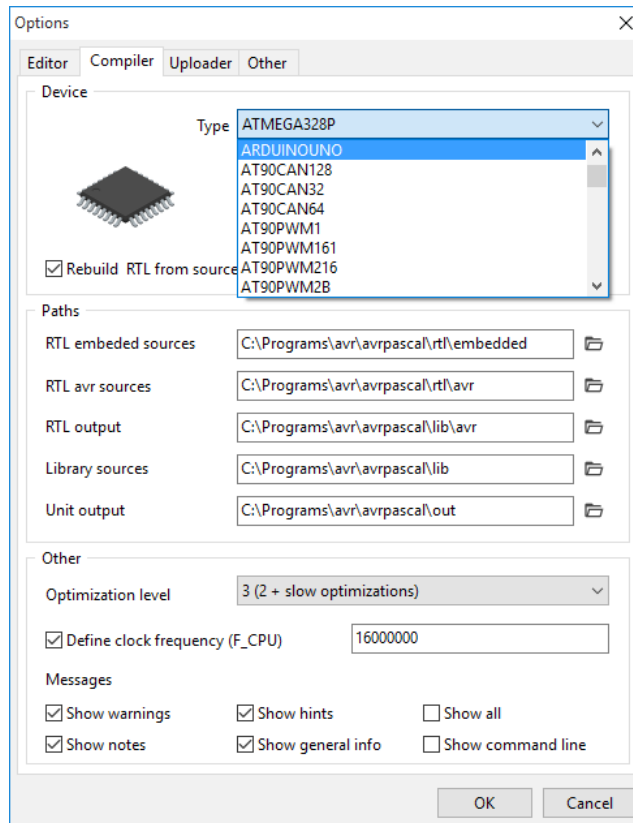 Options
Editor Compiler Uploader Other
Device
Type ATMEGA328P
ARDUINOUNO
AT90CAN128
AT90CAN32
AT90CAN64
AT90PWM1
AT90PWM161
AT90PWM216
AT90PWM2B
Rebuild RTL from source
Paths
RTL embeded sources C:\Programs\avr\avrpascal\rtl\embedded
RTL avr sources C:\Programs\avr\avrpascal\rtl\avr
RTL output C:\Programs\avr\avrpascal\lib\avr
Library sources C:\Programs\avr\avrpascal\lib
Unit output C:\Programs\avr\avrpascal\out
Other
Optimization level 3 (2 + slow optimizations)
Define clock frequency (F_CPU) 16000000
Messages
Show warnings Show hints Show all
Show notes Show general info Show command line
OK Cancel